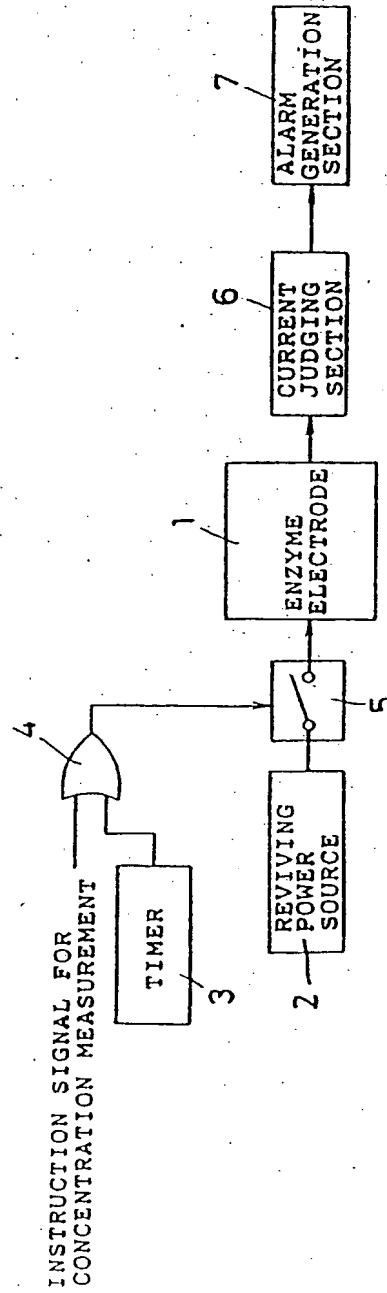 INSTRUCTION SIGNAL FOR
CONCENTRATION MEASUREMENT
4
TIMER
3
REVIVING
POWER
SOURCE
2
5
ENZYME
ELECTRODE
1
CURRENT
JUDGING
SECTION
6
ALARM
GENERATION
SECTION
7